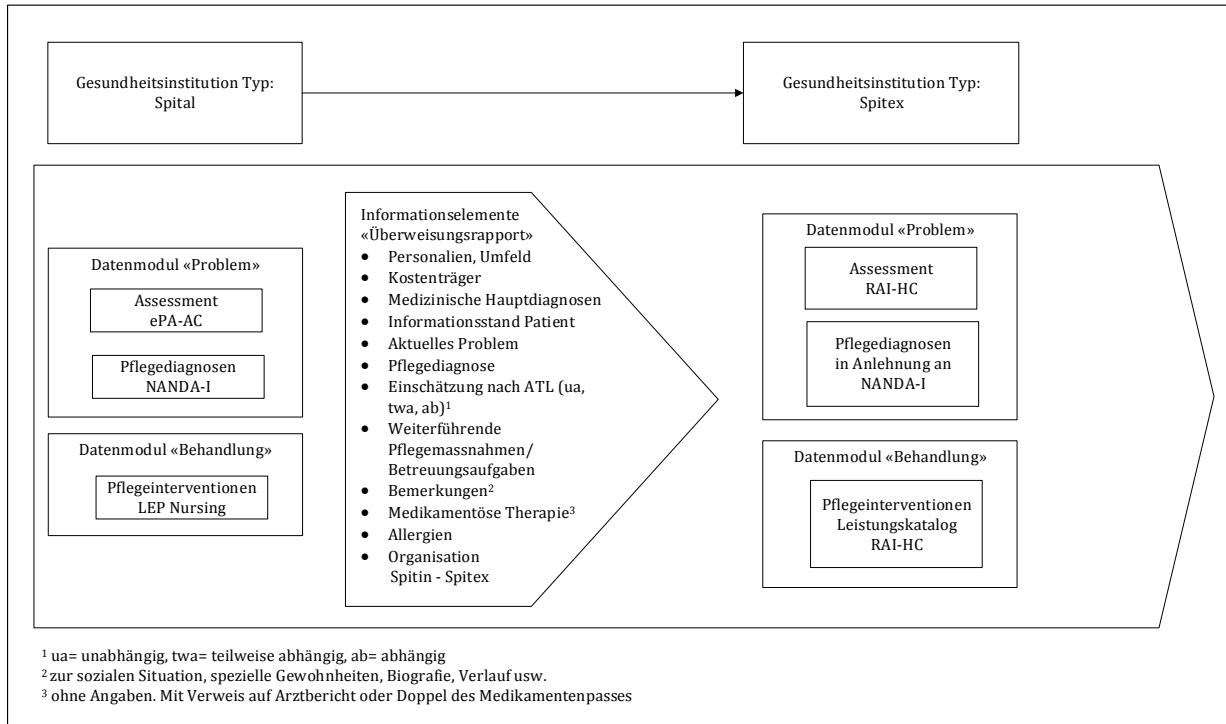 Gesundheitsinstitution Typ:
Spital
Gesundheitsinstitution Typ:
Spitex
Datenmodul «Problem»
Assessment
ePA-AC
Pflegediagnosen
NANDA-I
Datenmodul «Behandlung»
Pflegeinterventionen
LEP Nursing
Informationselemente
«Überweisungsrapport»
• Personalien, Umfeld
• Kostenträger
• Medizinische Hauptdiagnosen
• Informationsstand Patient
• Aktuelles Problem
• Pflegediagnose
• Einschätzung nach ATL (ua,
twa, ab)¹
• Weiterführende
Pflegemassnahmen/
Betreuungsaufgaben
• Bemerkungen²
• Medikamentöse Therapie³
• Allergien
• Organisation
Spitin - Spitex
Datenmodul «Problem»
Assessment
RAI-HC
Pflegediagnosen
in Anlehnung an
NANDA-I
Datenmodul «Behandlung»
Pflegeinterventionen
Leistungskatalog
RAI-HC
¹ ua= unabhängig, twa= teilweise abhängig, ab= abhängig
² zur sozialen Situation, spezielle Gewohnheiten, Biografie, Verlauf usw.
³ ohne Angaben. Mit Verweis auf Arztbericht oder Doppel des Medikamentenpasses